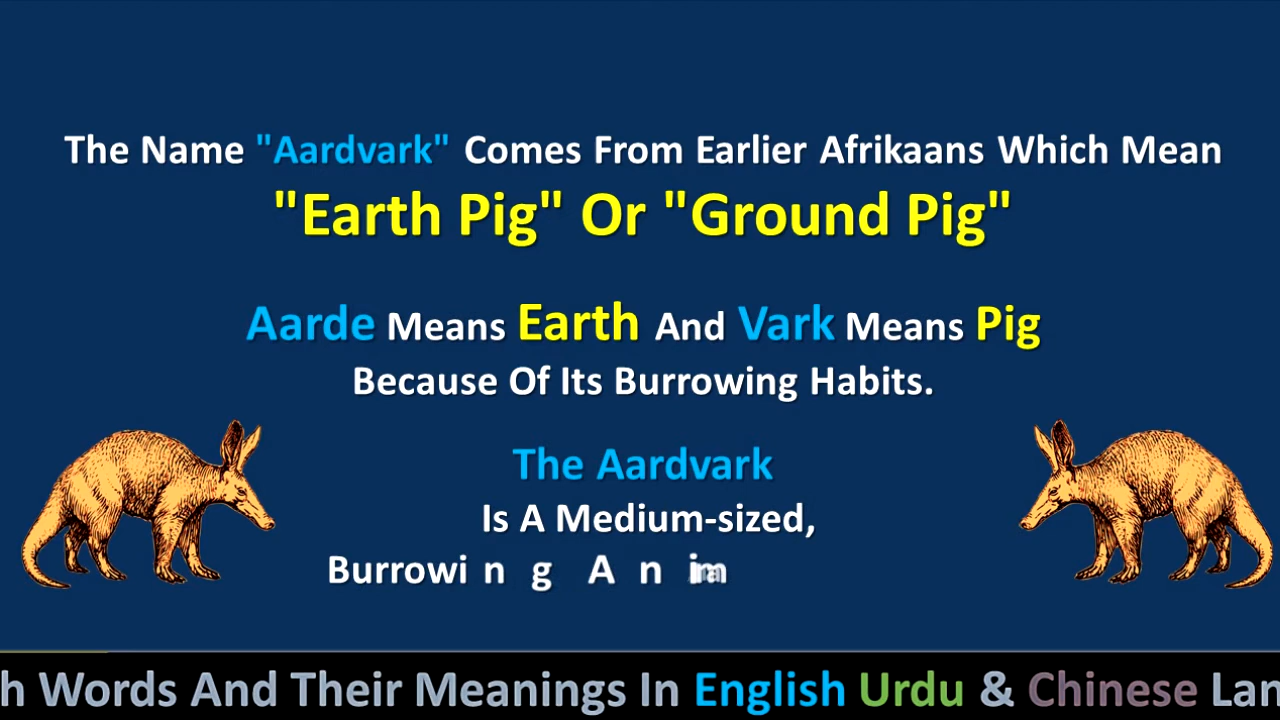 The Name "Aardvark" Comes From Earlier Afrikaans Which Mean
"Earth Pig" Or "Ground Pig"
Aarde Means Earth And Vark Means Pig
Because Of Its Burrowing Habits.
The Aardvark
Is A Medium-sized,
Burrowing
Words And Their Meanings In English Urdu & Chinese